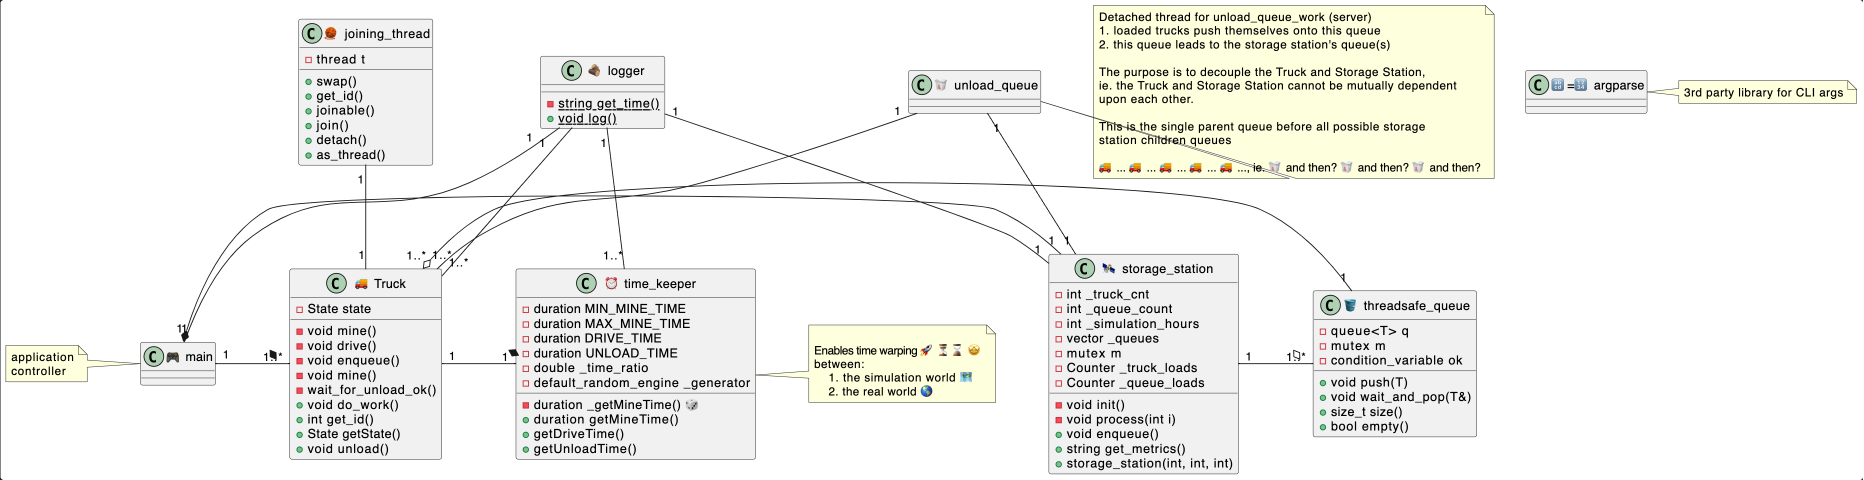 C joining_thread
thread t
swap()
get_id()
joinable()
join()
detach()
as_thread()
C logger
string get_time()
void log()
C unload_queue
Detached thread for unload_queue_work (server)
1. loaded trucks push themselves onto this queue
2. this queue leads to the storage station's queue(s)
The purpose is to decouple the Truck and Storage Station,
ie. the Truck and Storage Station cannot be mutually dependent
upon each other.
This is the single parent queue before all possible storage
station children queues
🚚 ... 🚚 ... 🚚 ... 🚚 ... 🚚 ..., ie. 🥡 and then? 🥡 and then? 🥡 and then?
C 🔡=🔢 argparse
3rd party library for CLI args
1
1
1
1
1
1
1
1
1..*
1..*
1..*
1..*
1
1
1
1
11
application
controller
C main
1
1..*
C Truck
State state
void mine()
void drive()
void enqueue()
void mine()
wait_for_unload_ok()
void do_work()
int get_id()
State getState()
void unload()
1
1
C time_keeper
duration MIN_MINE_TIME
duration MAX_MINE_TIME
duration DRIVE_TIME
duration UNLOAD_TIME
double _time_ratio
default_random_engine _generator
duration _getMineTime() 🎲
duration getMineTime()
getDriveTime()
getUnloadTime()
Enables time warping 🚀 ⏳⌛ 🤩
between:
1. the simulation world 🗺
2. the real world 🌎
C storage_station
int _truck_cnt
int _queue_count
int _simulation_hours
vector _queues
mutex m
Counter _truck_loads
Counter _queue_loads
void init()
void process(int i)
void enqueue()
string get_metrics()
storage_station(int, int, int)
1
1..*
C threadsafe_queue
queue<T> q
mutex m
condition_variable ok
void push(T)
void wait_and_pop(T&)
size_t size()
bool empty()